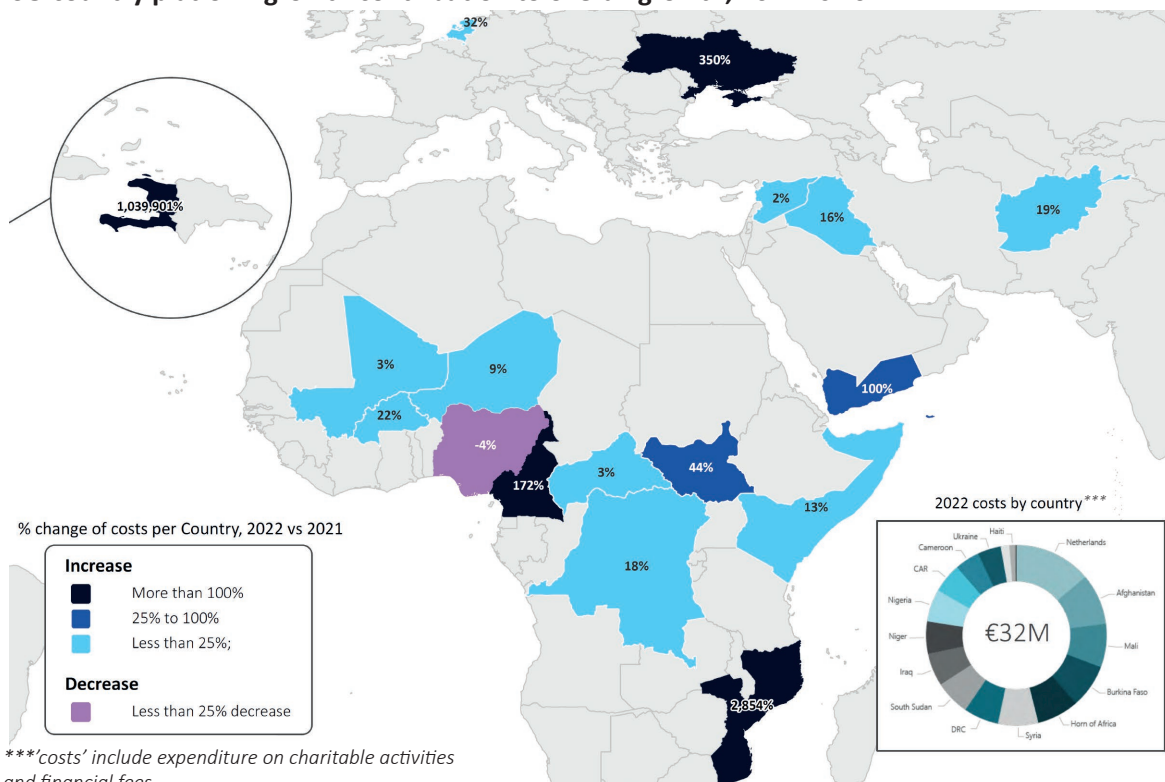 32%
350%
1,039,901%
2%
16%
19%
3%
9%
22%
100%
-4%
172%
3%
44%
13%
18%
2,854%
% change of costs per Country, 2022 vs 2021
Increase
More than 100%
25% to 100%
Less than 25%;
Decrease
Less than 25% decrease
2022 costs by country***
Haiti
Ukraine
Netherlands
Cameroon
CAR
Afghanistan
Nigeria
€32M
Niger
Mali
Iraq
Burkina Faso
South Sudan
Horn of Africa
DRC
Syria
***'costs' include expenditure on charitable activities
and financial fees